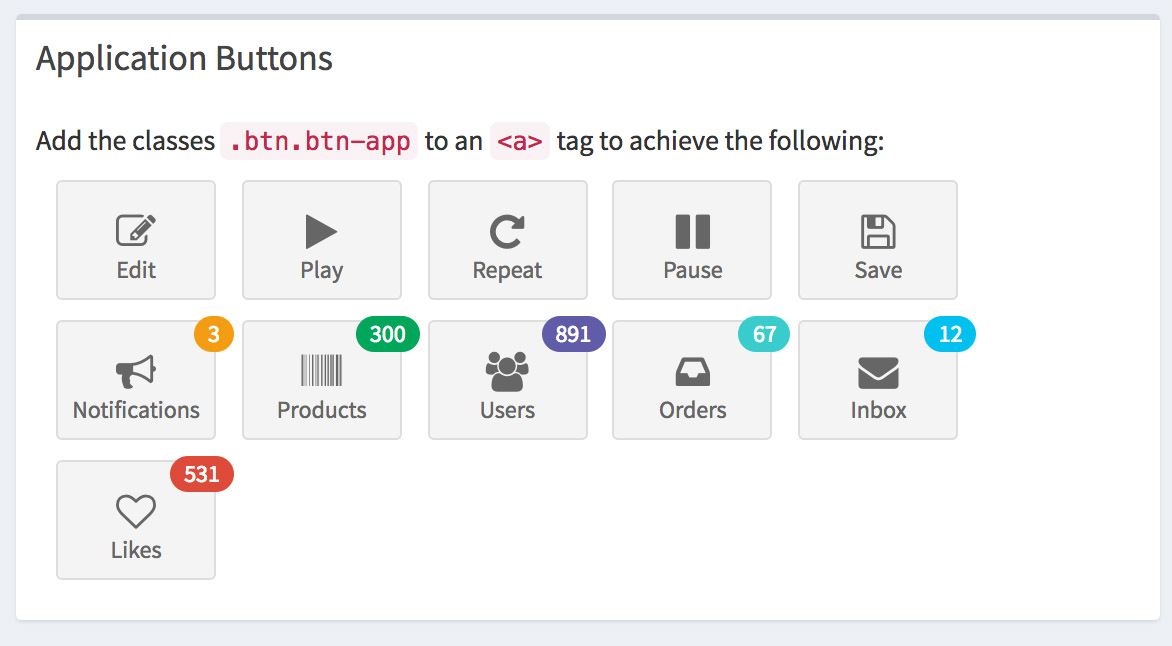 Application Buttons
Add the classes .btn.btn-app to an <a> tag to achieve the following:
Edit
Play
Repeat
Pause
Save
3
Notifications
300
Products
891
Users
67
Orders
12
Inbox
531
Likes